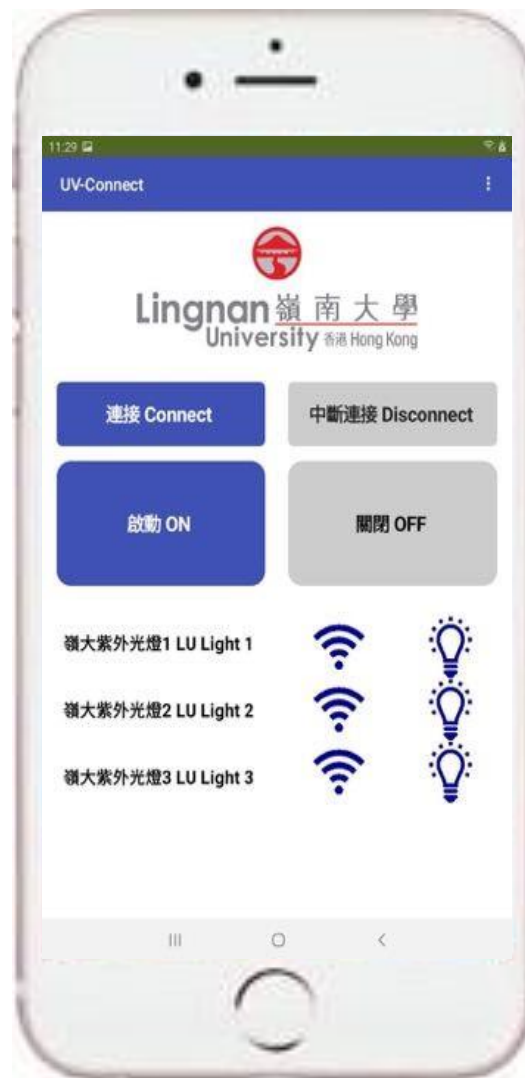 11:29
UV-Connect
Lingnan 嶺南大學
University 香港 Hong Kong
連接 Connect
中斷連接 Disconnect
啟動 ON
關閉 OFF
嶺大紫外光燈1 LU Light 1
嶺大紫外光燈2 LU Light 2
嶺大紫外光燈3 LU Light 3